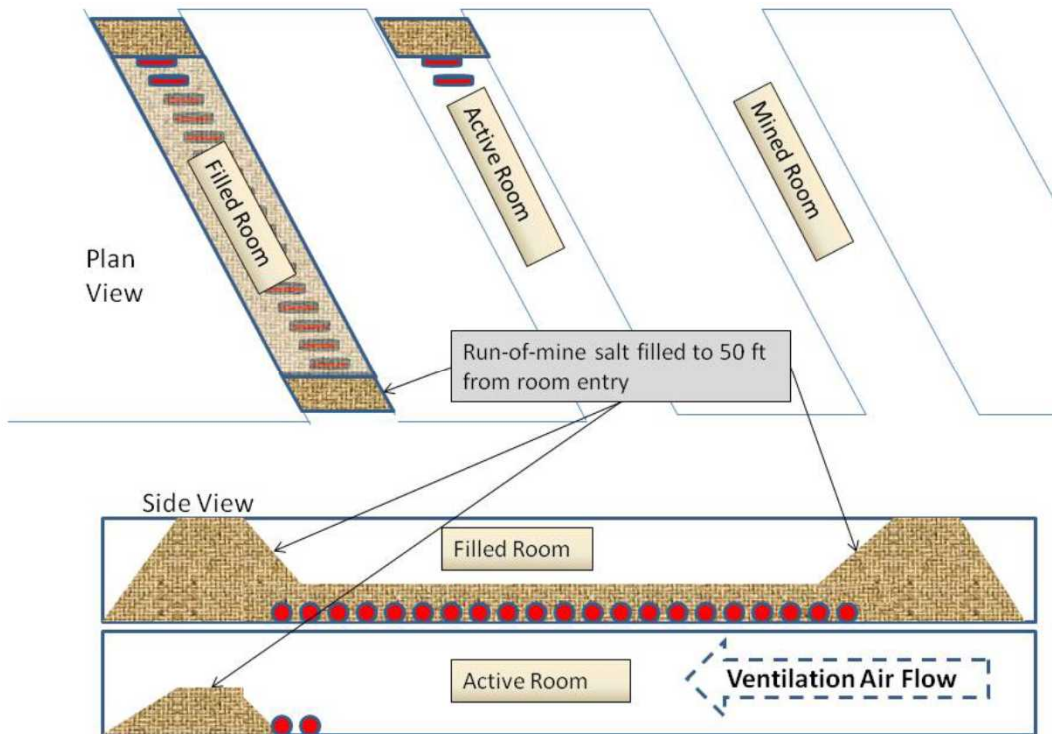 Filled Room
Active Room
Mined Room
Plan
View
Run-of-mine salt filled to 50 ft
from room entry
Side View
Filled Room
Active Room
Ventilation Air Flow